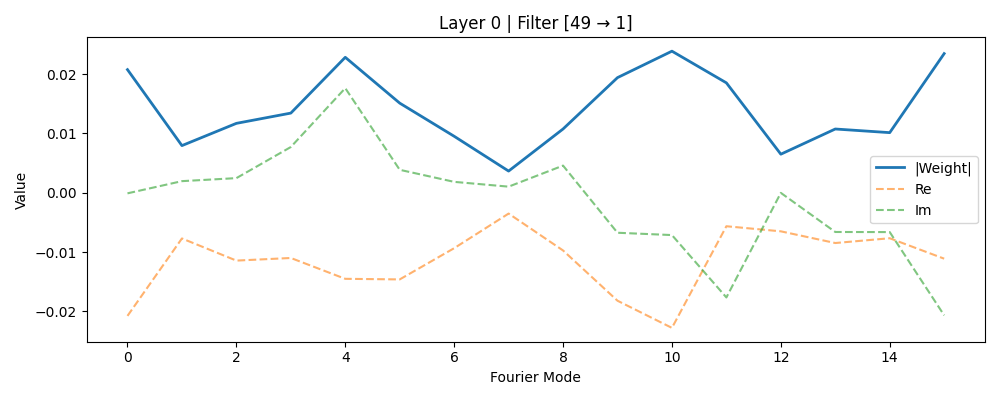 Layer 0 | Filter [49 → 1]
Value
0.02
0.01
0.00
−0.01
−0.02
|Weight|
Re
Im
0 2 4 6 8 10 12 14
Fourier Mode